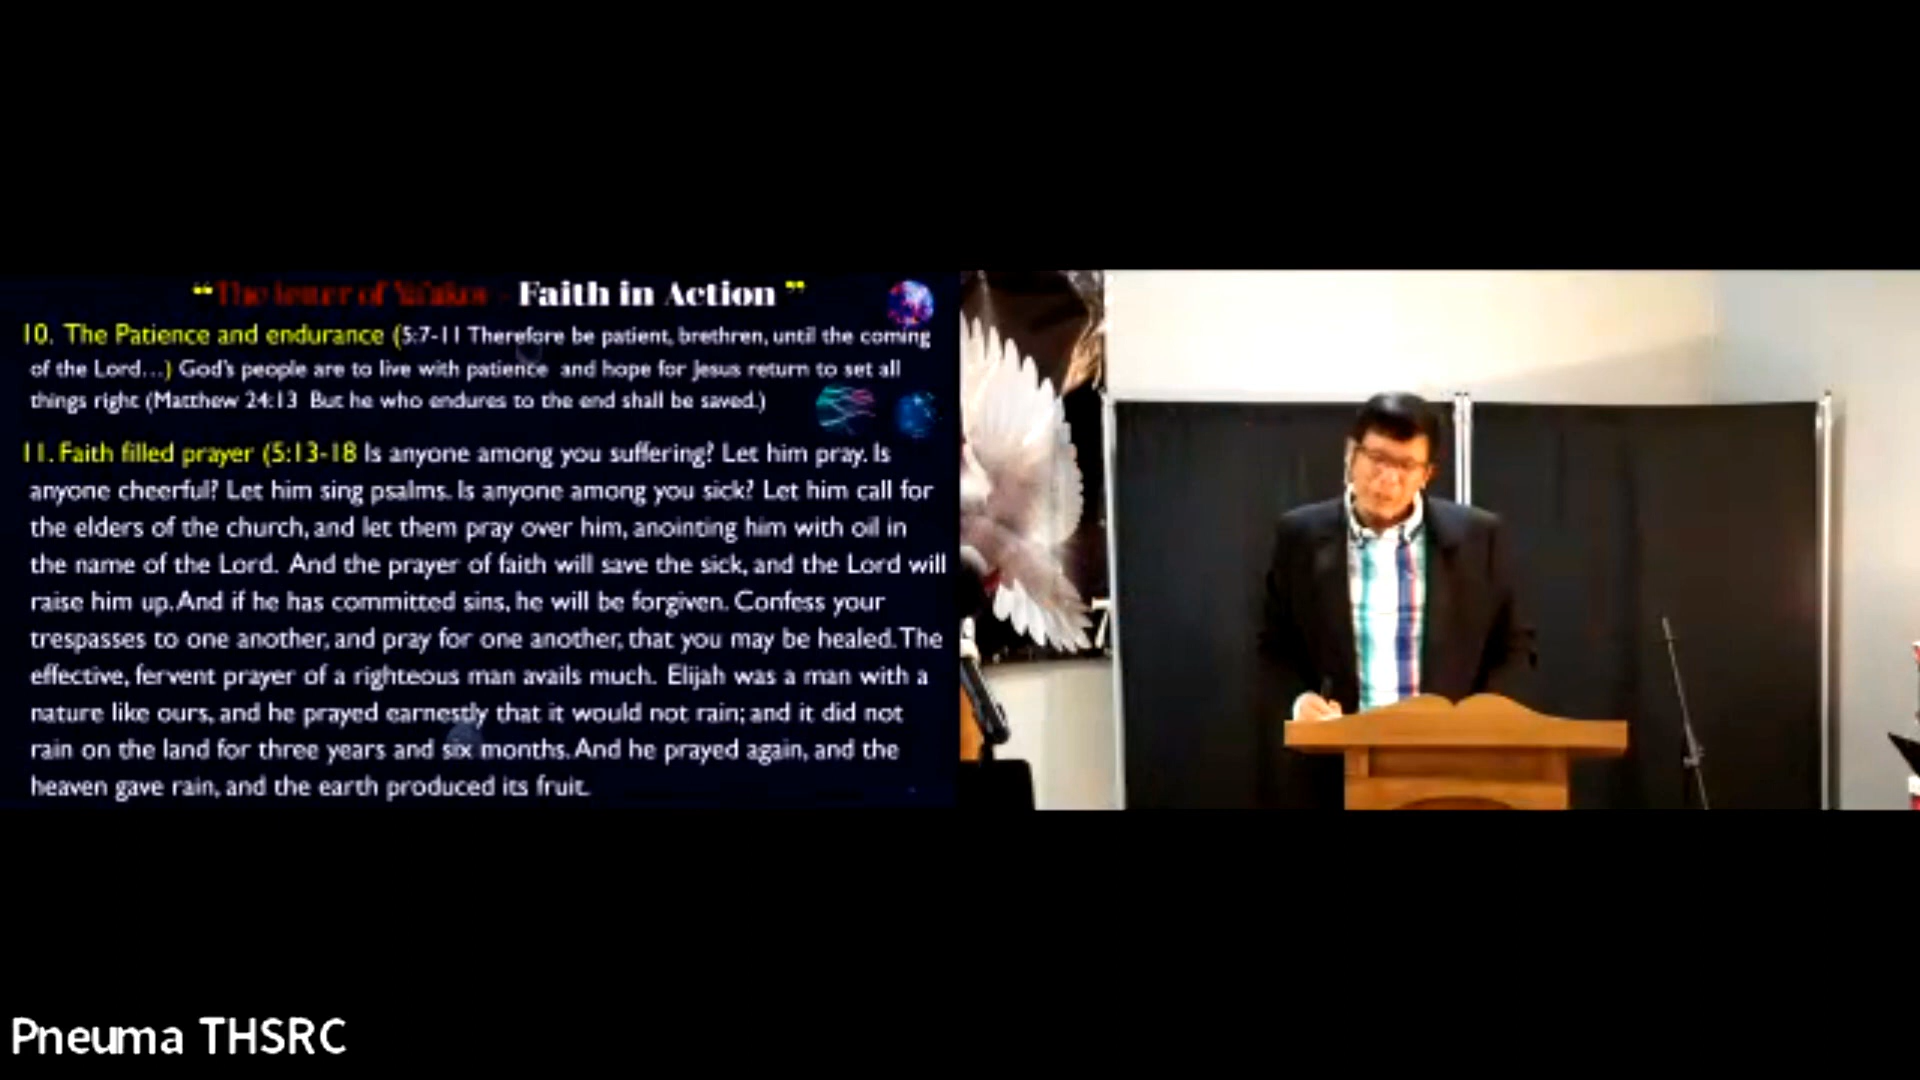 “The letter of Ya'akov - Faith in Action ”
10. The Patience and endurance (5:7-11 Therefore be patient, brethren, until the coming
of the Lord...) God's people are to live with patience and hope for Jesus return to set all
things right (Matthew 24:13 But he who endures to the end shall be saved.)
11. Faith filled prayer (5:13-18 Is anyone among you suffering? Let him pray. Is
anyone cheerful? Let him sing psalms. Is anyone among you sick? Let him call for
the elders of the church, and let them pray over him, anointing him with oil in
the name of the Lord. And the prayer of faith will save the sick, and the Lord will
raise him up. And if he has committed sins, he will be forgiven. Confess your
trespasses to one another, and pray for one another, that you may be healed. The
effective, fervent prayer of a righteous man avails much. Elijah was a man with a
nature like ours, and he prayed earnestly that it would not rain; and it did not
rain on the land for three years and six months. And he prayed again, and the
heaven gave rain, and the earth produced its fruit.
Pneuma THSRC